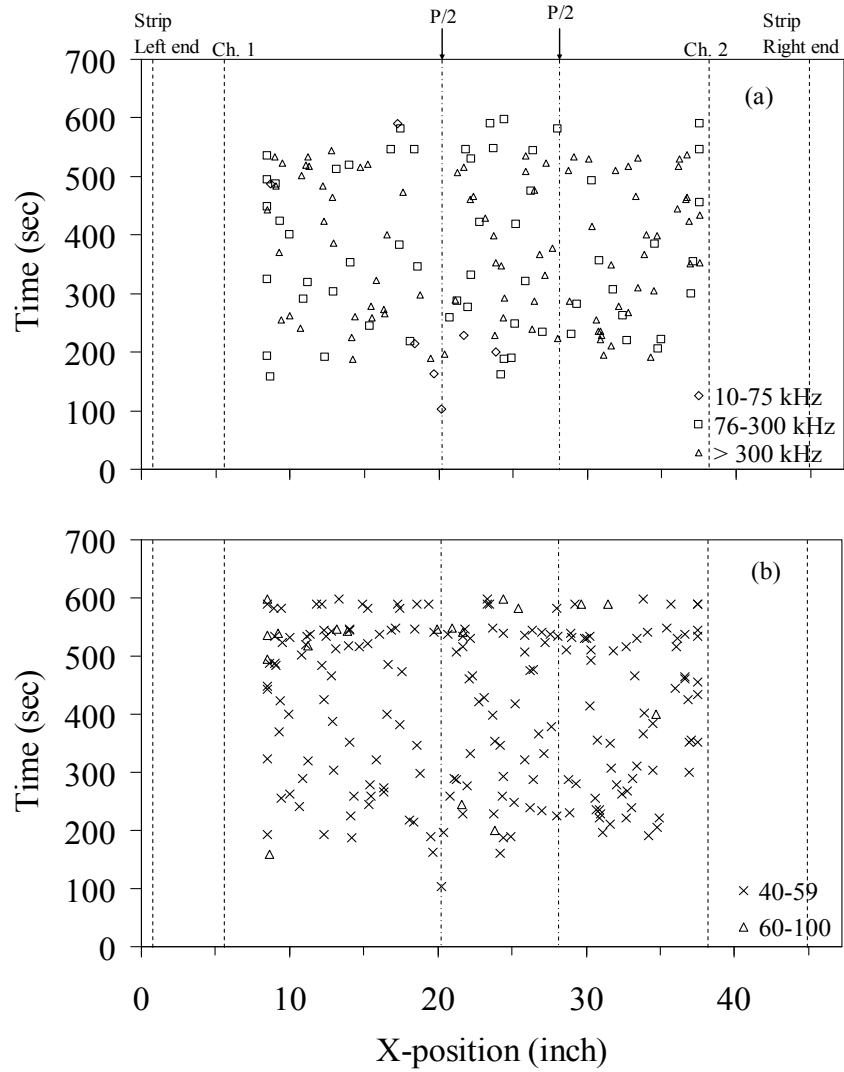 Strip
Left end
Ch. 1
P/2
P/2
Ch. 2
Strip
Right end
700
600
500
400
300
200
100
0
Time (sec)
(a)
10-75 kHz
76-300 kHz
> 300 kHz
700
600
500
400
300
200
100
0
Time (sec)
(b)
40-59
60-100
0
10
20
30
40
X-position (inch)